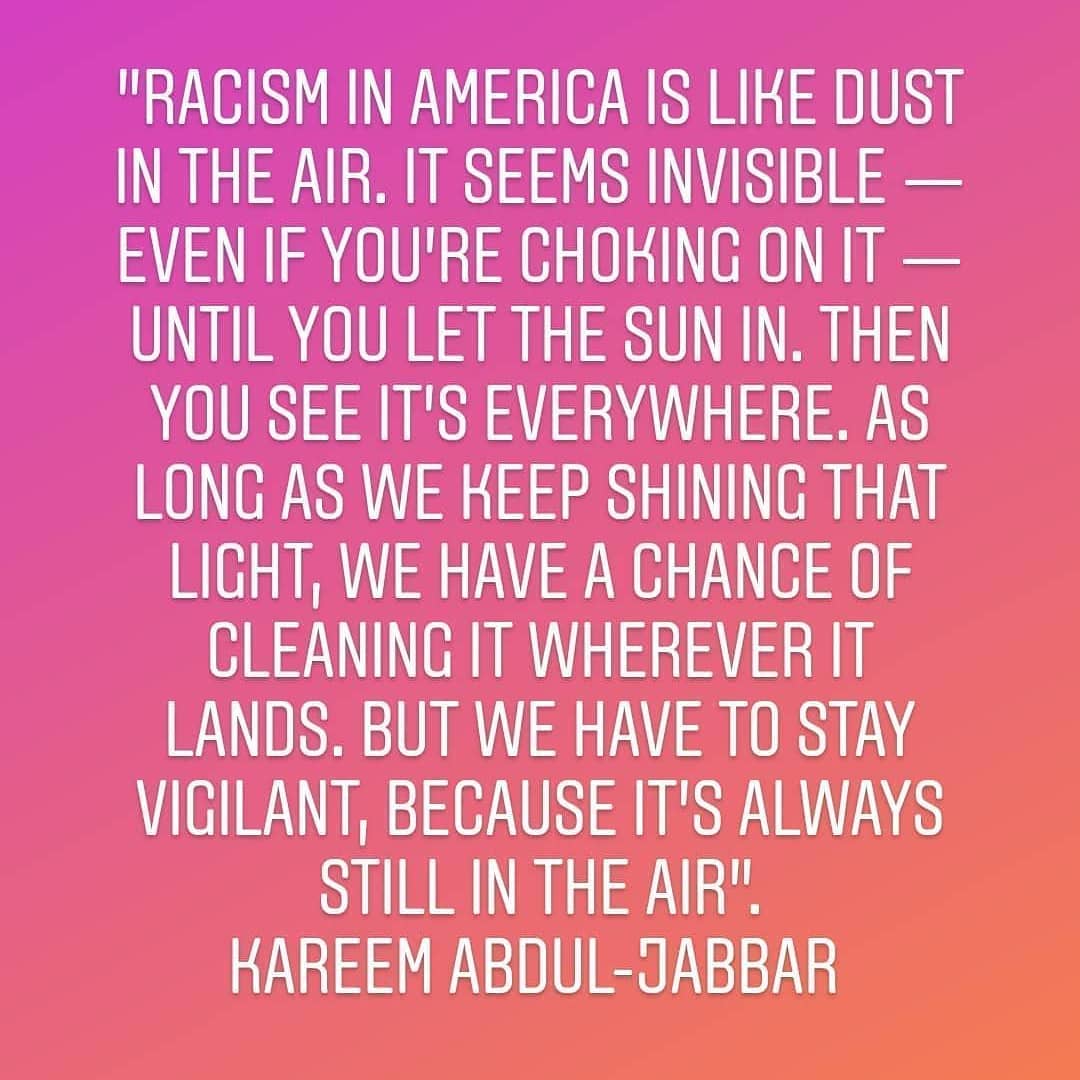 "RACISM IN AMERICA IS LIKE DUST
IN THE AIR. IT SEEMS INVISIBLE —
EVEN IF YOU'RE CHOKING ON IT —
UNTIL YOU LET THE SUN IN. THEN
YOU SEE IT'S EVERYWHERE. AS
LONG AS WE KEEP SHINING THAT
LIGHT, WE HAVE A CHANCE OF
CLEANING IT WHEREVER IT
LANDS. BUT WE HAVE TO STAY
VIGILANT, BECAUSE IT'S ALWAYS
STILL IN THE AIR".
KAREEM ABDUL-JABBAR